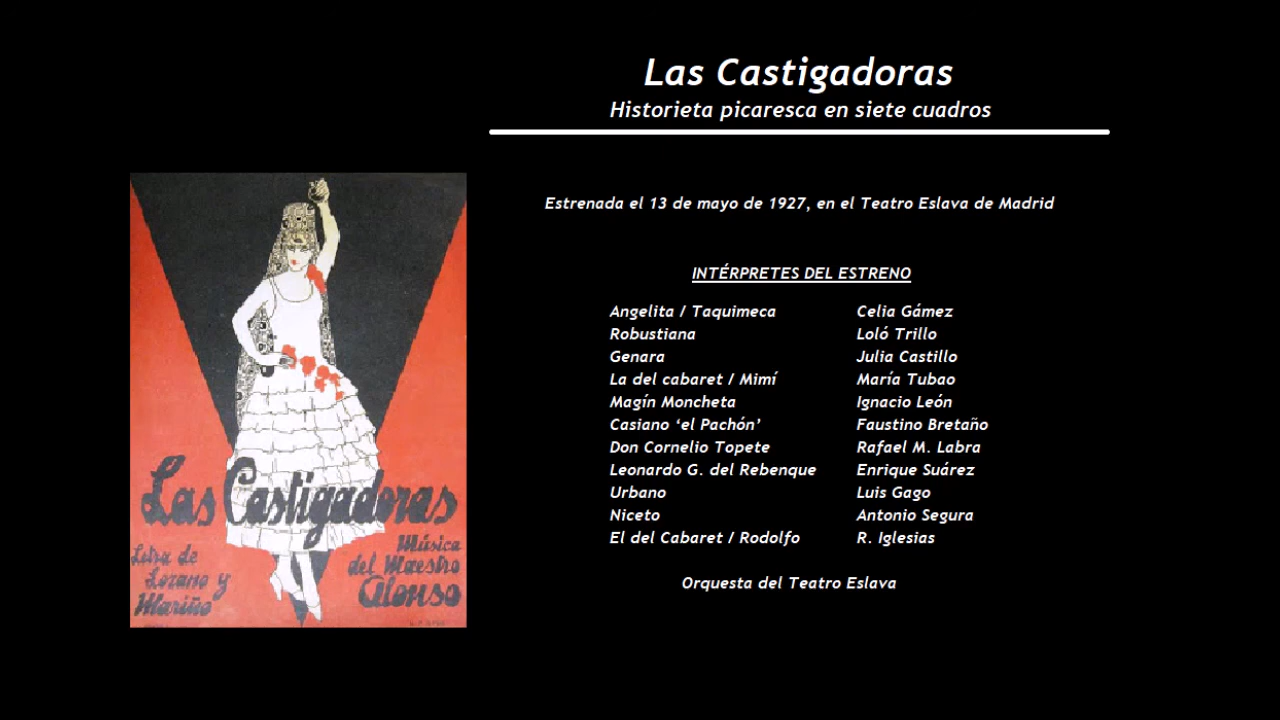 Las Castigadoras
Historieta picaresca en siete cuadros
Estrenada el 13 de mayo de 1927, en el Teatro Eslava de Madrid
INTÉRPRETES DEL ESTRENO
Angelita / Taquimeca Celia Gámez
Robustiana Loló Trillo
Genara Julia Castillo
La del cabaret / Mimí María Tubao
Magín Moncheta Ignacio León
Casiano ‘el Pachón’ Faustino Bretaño
Don Cornelio Topete Rafael M. Labra
Leonardo G. del Rebenque Enrique Suárez
Urbano Luis Gago
Niceto Antonio Segura
El del Cabaret / Rodolfo R. Iglesias
Orquesta del Teatro Eslava
Las Castigadoras
Letra de
Lozano y
Mariño
Música
del Maestro
Alonso